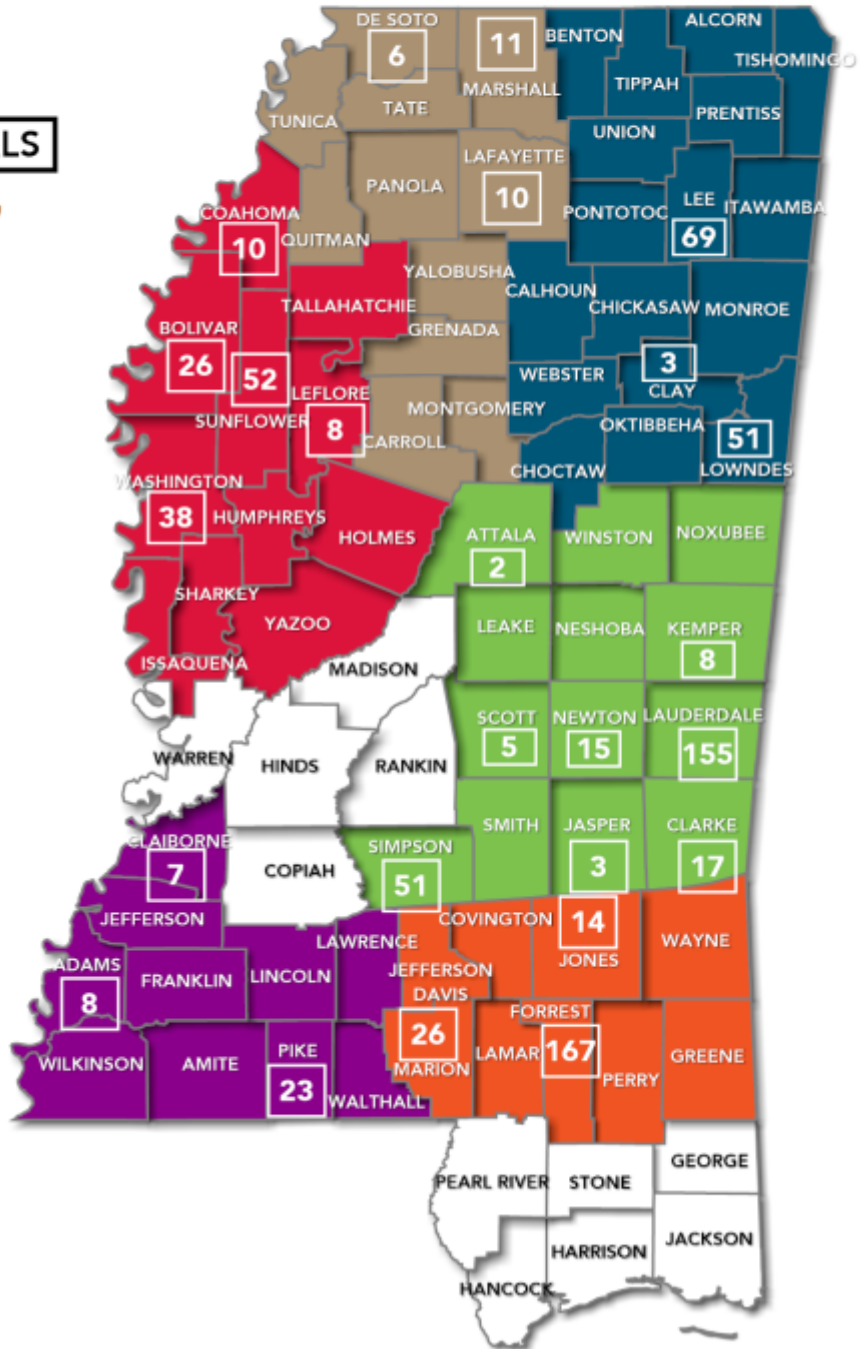 DE SOTO
6
11
MARSHALL
BENTON
ALCORN
TISHOMINGO
TIPPAH
PRENTISS
LS
TUNICA
TATE
UNION
LAFAYETTE
10
PANOLA
PONTOTOC
LEE
69
ITAWAMBA
COAHOMA
10
QUITMAN
YALOBUSHA
CALHOUN
CHICKASAW
MONROE
TALLAHATCHIE
GRENADA
BOLIVAR
26
52
SUNFLOWER
LEFLORE
8
WEBSTER
3
CLAY
MONTGOMERY
CARROLL
OKTIBBEHA
51
LOWNDES
CHOCTAW
WASHINGTON
38
HUMPHREYS
HOLMES
ATTALA
2
WINSTON
NOXUBEE
SHARKEY
YAZOO
ISSAQUENA
LEAKE
NESHOBA
KEMPER
8
MADISON
SCOTT
5
NEWTON
15
LAUDERDALE
155
WARREN
HINDS
RANKIN
SMITH
JASPER
3
CLARKE
17
CLAIBORNE
7
COPIAH
SIMPSON
51
JEFFERSON
LAWRENCE
COVINGTON
14
JONES
WAYNE
ADAMS
8
FRANKLIN
LINCOLN
JEFFERSON
DAVIS
WILKINSON
AMITE
PIKE
23
WALTHALL
26
MARION
LAMAR
FORREST
167
PERRY
GREENE
PEARL RIVER
STONE
GEORGE
HANCOCK
HARRISON
JACKSON